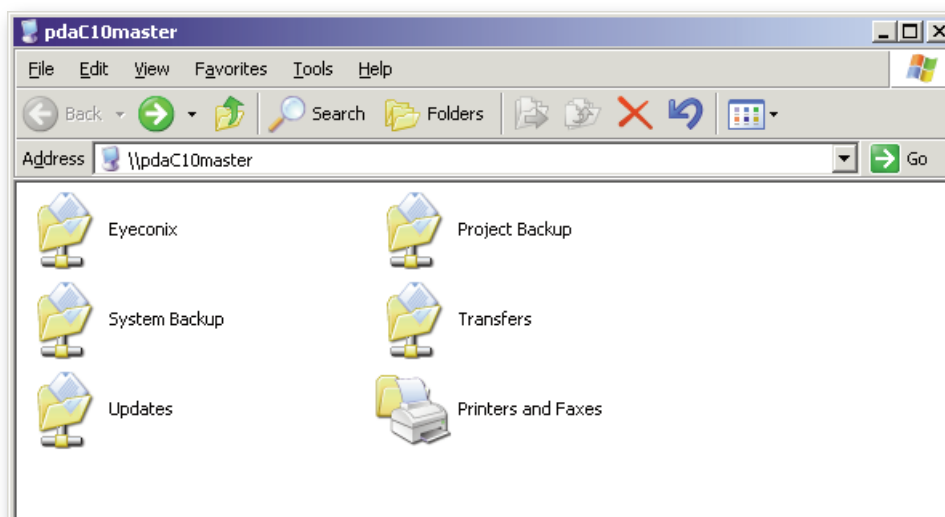 pdaC10master
File Edit View Favorites Tools Help
Back Search Folders
Address \\pdaC10master Go
Eyeconix Project Backup
System Backup Transfers
Updates Printers and Faxes